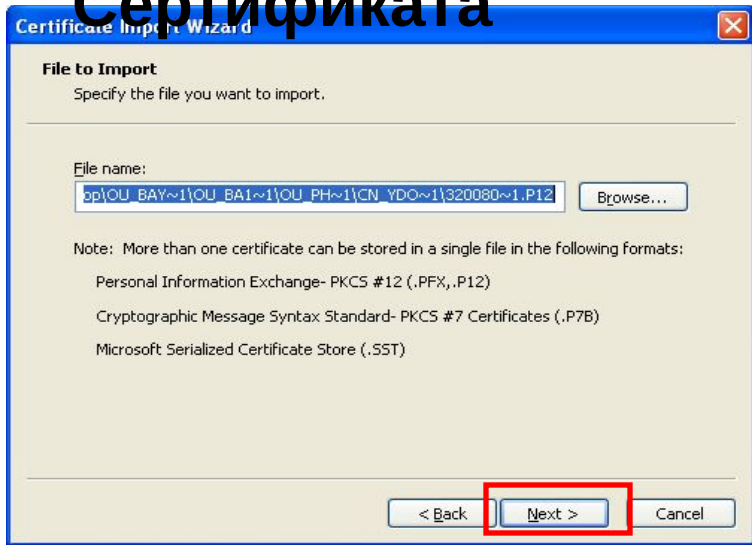 Сертификата
Certificate Import Wizard
File to Import
Specify the file you want to import.
File name:
op\OU_BAY~1\OU_BA1~1\OU_PH~1\CN_YDO~1\320080~1.P12
Browse...
Note: More than one certificate can be stored in a single file in the following formats:
Personal Information Exchange- PKCS #12 (.PFX,.P12)
Cryptographic Message Syntax Standard- PKCS #7 Certificates (.P7B)
Microsoft Serialized Certificate Store (.SST)
< Back Next > Cancel